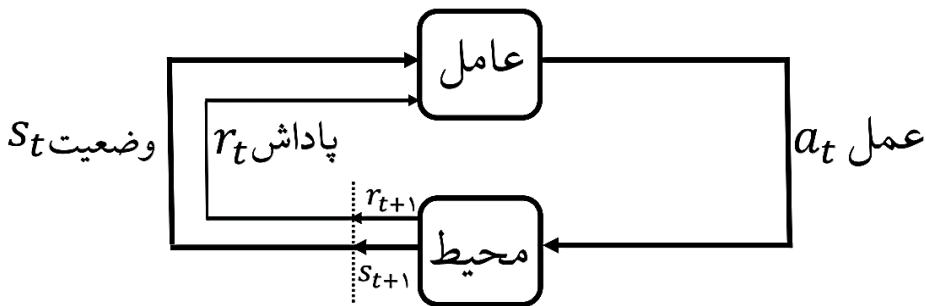 عامل
وضعیت s_t
پاداش r_t
عمل a_t
r_{t+۱}
محیط
s_{t+۱}